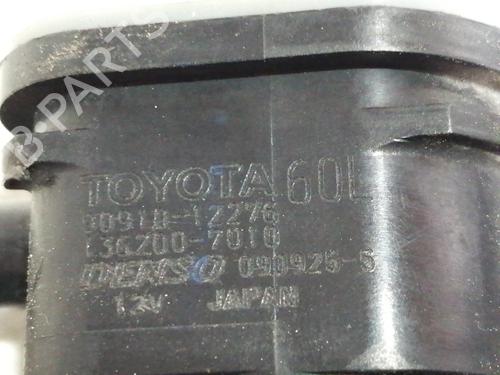 B-PARTS
TOYOTA 60L
90910-12276
136200-7010
DENSO 090925-5
12V JAPAN